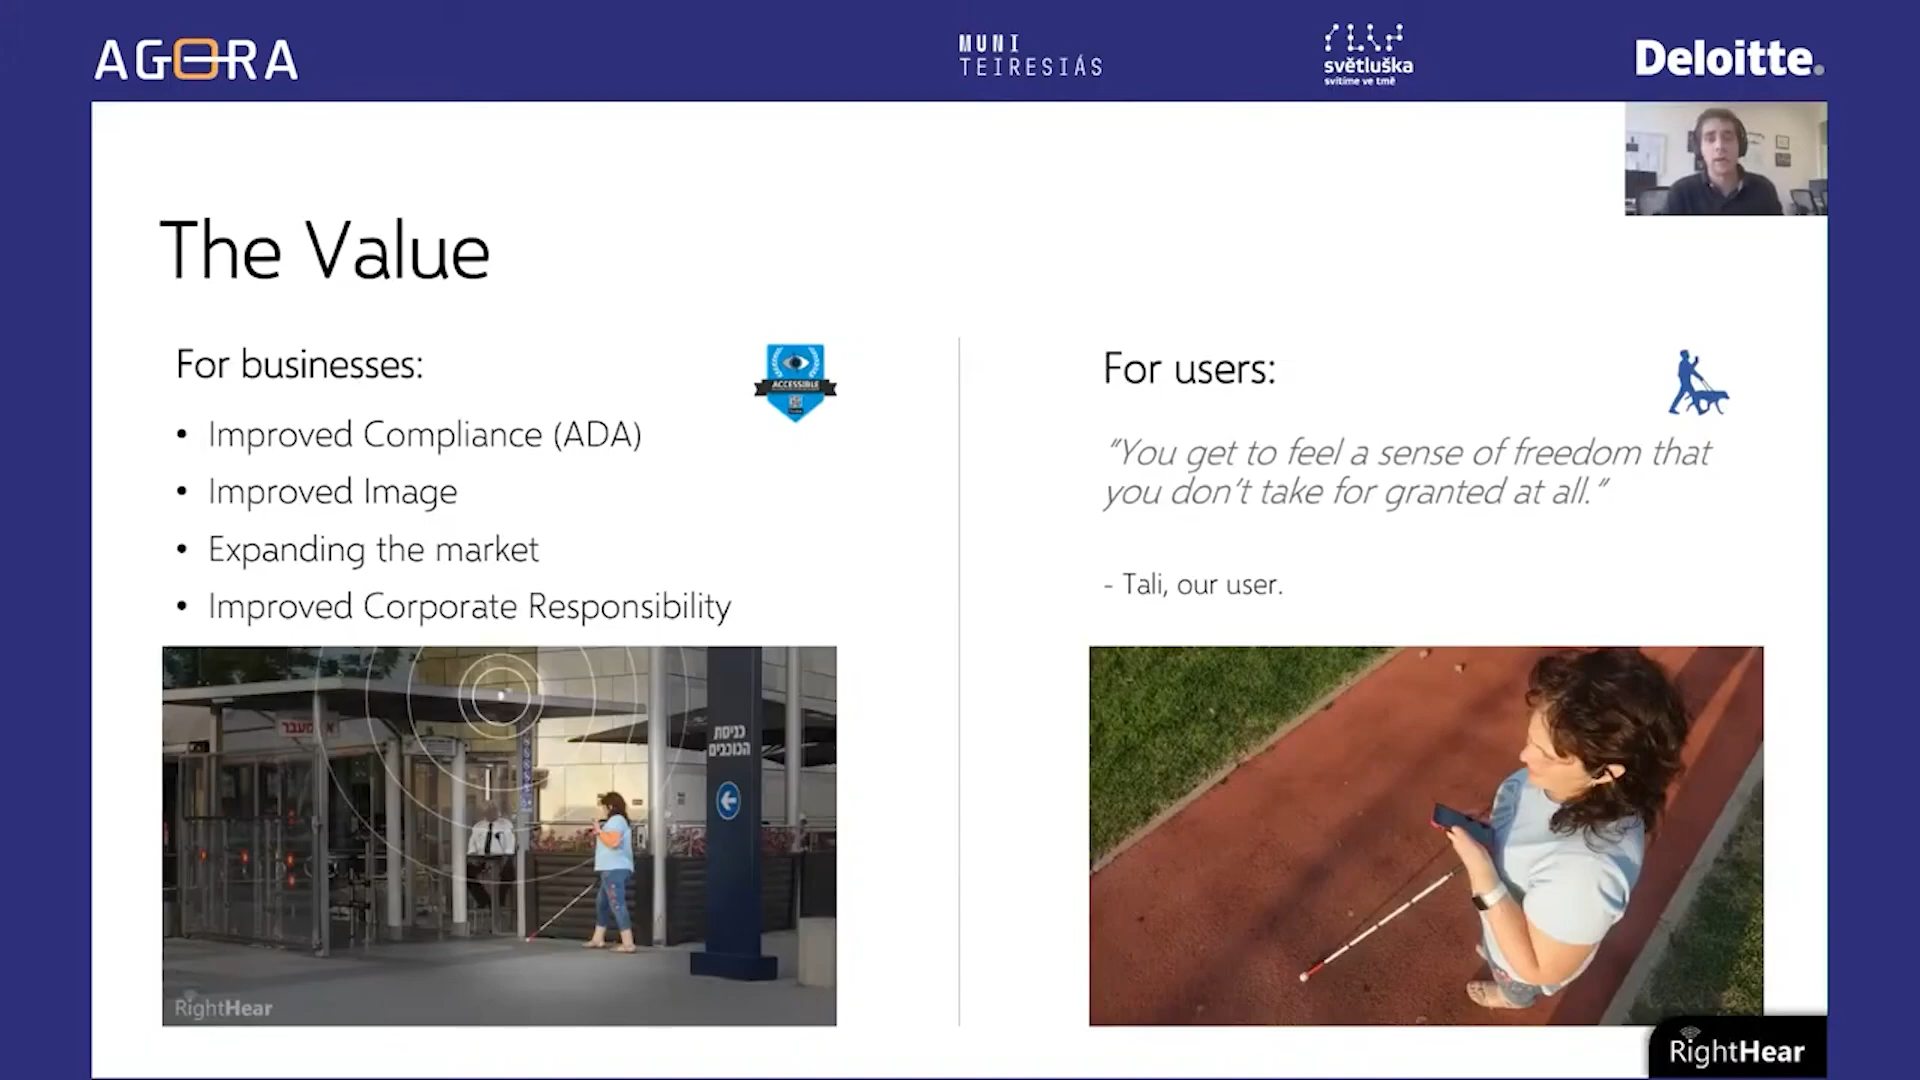 AGORA
MUNI
TEIRESIÁS
světluška
svítíme ve tmě
Deloitte.
The Value
For businesses:
ACCESSIBLE
• Improved Compliance (ADA)
• Improved Image
• Expanding the market
• Improved Corporate Responsibility
For users:
“You get to feel a sense of freedom that
you don’t take for granted at all.”
- Tali, our user.
כניסת
הכוכבים
RightHear
RightHear